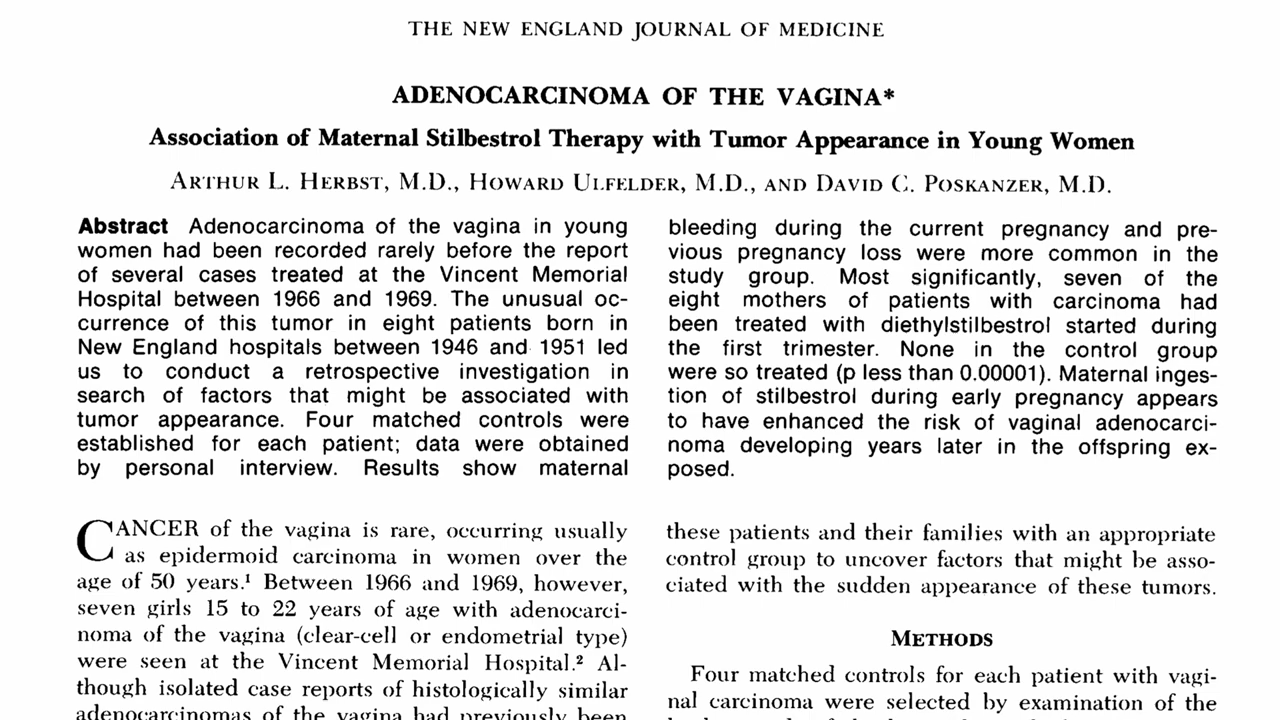 THE NEW ENGLAND JOURNAL OF MEDICINE
ADENOCARCINOMA OF THE VAGINA*
Association of Maternal Stilbestrol Therapy with Tumor Appearance in Young Women
ARTHUR L. HERBST, M.D., HOWARD ULFELDER, M.D., AND DAVID C. POSKANZER, M.D.
Abstract Adenocarcinoma of the vagina in young
women had been recorded rarely before the report
of several cases treated at the Vincent Memorial
Hospital between 1966 and 1969. The unusual oc-
currence of this tumor in eight patients born in
New England hospitals between 1946 and 1951 led
us to conduct a retrospective investigation in
search of factors that might be associated with
tumor appearance. Four matched controls were
established for each patient; data were obtained
by personal interview. Results show maternal
bleeding during the current pregnancy and pre-
vious pregnancy loss were more common in the
study group. Most significantly, seven of the
eight mothers of patients with carcinoma had
been treated with diethylstilbestrol started during
the first trimester. None in the control group
were so treated (p less than 0.00001). Maternal inges-
tion of stilbestrol during early pregnancy appears
to have enhanced the risk of vaginal adenocarci-
noma developing years later in the offspring ex-
posed.
CANCER of the vagina is rare, occurring usually
as epidermoid carcinoma in women over the
age of 50 years.¹ Between 1966 and 1969, however,
seven girls 15 to 22 years of age with adenocarci-
noma of the vagina (clear-cell or endometrial type)
were seen at the Vincent Memorial Hospital.² Al-
though isolated case reports of histologically similar
adenocarcinomas of the vagina had previously been
these patients and their families with an appropriate
control group to uncover factors that might be asso-
ciated with the sudden appearance of these tumors.
METHODS
Four matched controls for each patient with vagi-
nal carcinoma were selected by examination of the